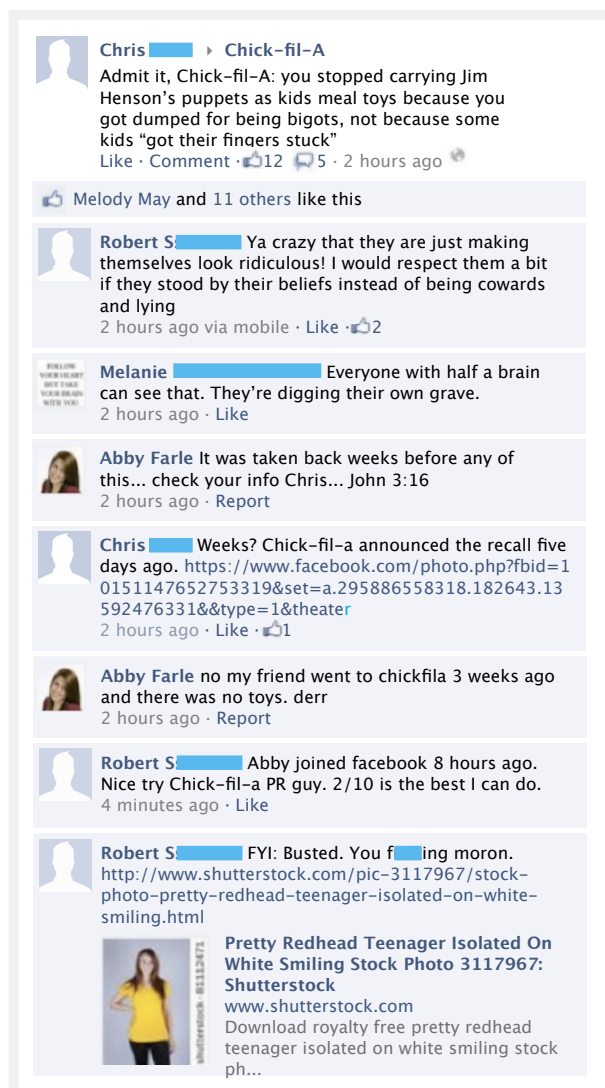 Chris ▸ Chick-fil-A
Admit it, Chick-fil-A: you stopped carrying Jim
Henson's puppets as kids meal toys because you
got dumped for being bigots, not because some
kids “got their fingers stuck”
Like · Comment · 12 5 · 2 hours ago
Melody May and 11 others like this
Robert S Ya crazy that they are just making
themselves look ridiculous! I would respect them a bit
if they stood by their beliefs instead of being cowards
and lying
2 hours ago via mobile · Like · 2
FOLLOW
YOUR HEART
BUT TAKE
YOUR BRAIN
WITH YOU
Melanie Everyone with half a brain
can see that. They're digging their own grave.
2 hours ago · Like
Abby Farle It was taken back weeks before any of
this... check your info Chris... John 3:16
2 hours ago · Report
Chris Weeks? Chick-fil-a announced the recall five
days ago. https://www.facebook.com/photo.php?fbid=1
0151147652753319&set=a.295886558318.182643.13
592476331&&type=1&theater
2 hours ago · Like · 1
Abby Farle no my friend went to chickfila 3 weeks ago
and there was no toys. derr
2 hours ago · Report
Robert S Abby joined facebook 8 hours ago.
Nice try Chick-fil-a PR guy. 2/10 is the best I can do.
4 minutes ago · Like
Robert S FYI: Busted. You f ing moron.
http://www.shutterstock.com/pic-3117967/stock-
photo-pretty-redhead-teenager-isolated-on-white-
smiling.html
shutterstock · 81112471
Pretty Redhead Teenager Isolated On
White Smiling Stock Photo 3117967:
Shutterstock
www.shutterstock.com
Download royalty free pretty redhead
teenager isolated on white smiling stock
ph...